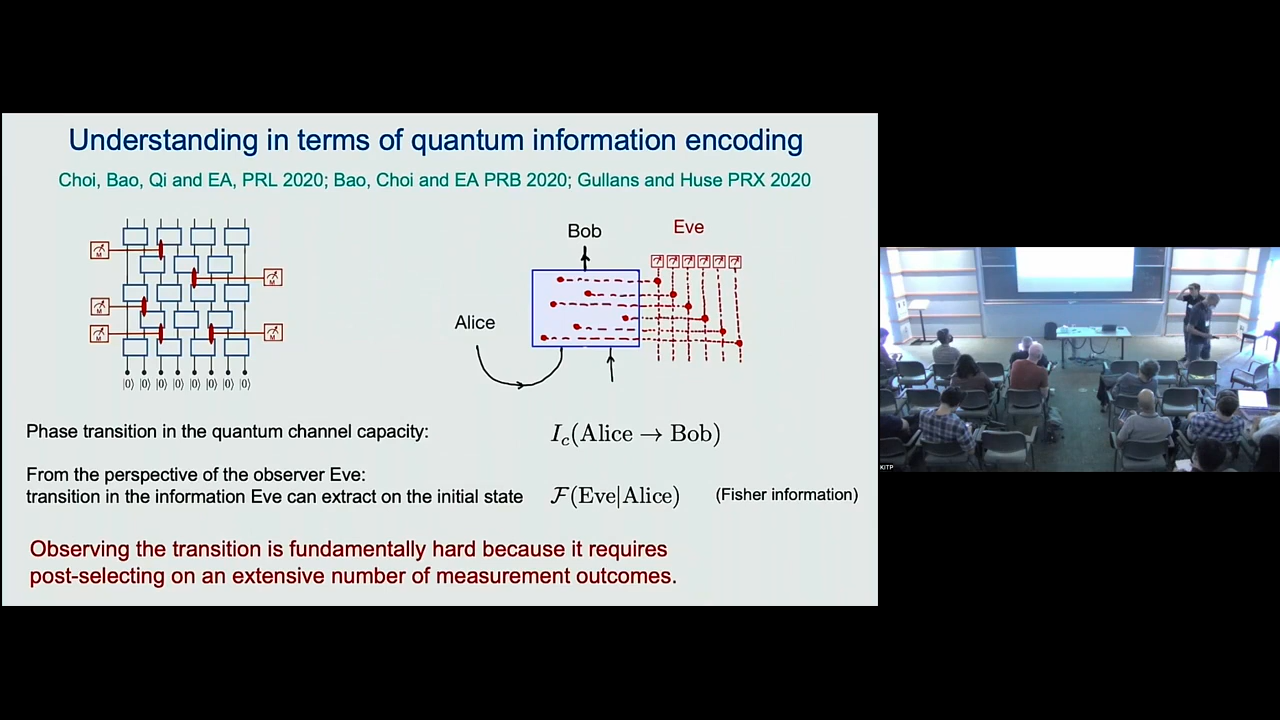 Understanding in terms of quantum information encoding
Choi, Bao, Qi and EA, PRL 2020; Bao, Choi and EA PRB 2020; Gullans and Huse PRX 2020
Bob
Eve
Alice
M
M
M
M
M
|0⟩ |0⟩ |0⟩ |0⟩ |0⟩ |0⟩ |0⟩ |0⟩
Phase transition in the quantum channel capacity: I_c(Alice → Bob)
From the perspective of the observer Eve:
transition in the information Eve can extract on the initial state ℱ(Eve|Alice) (Fisher information)
Observing the transition is fundamentally hard because it requires
post-selecting on an extensive number of measurement outcomes.
KITP